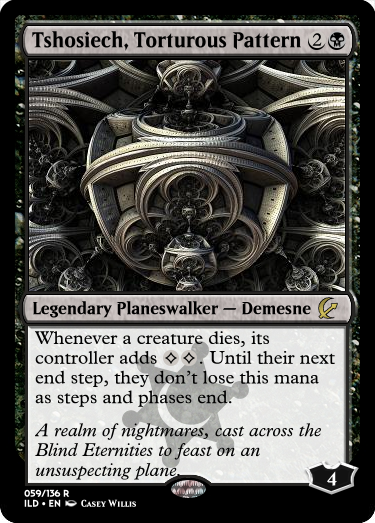 Tshosiech, Torturous Pattern 2
Legendary Planeswalker — Demesne
Whenever a creature dies, its
controller adds ◇◇. Until their next
end step, they don't lose this mana
as steps and phases end.
A realm of nightmares, cast across the
Blind Eternities to feast on an
unsuspecting plane.
4
059/136 R
ILD • EN Casey Willis